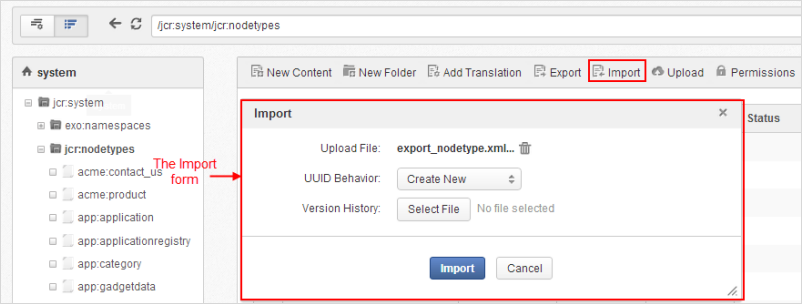 /jcr:system/jcr:nodetypes
system
New Content New Folder Add Translation Export Import Upload Permissions
jcr:system
exo:namespaces
jcr:nodetypes
acme:contact_us
acme:product
app:application
app:applicationregistry
app:category
app:gadgetdata
The Import
form
Import
Status
Upload File: export_nodetype.xml...
UUID Behavior: Create New
Version History: Select File No file selected
Import Cancel